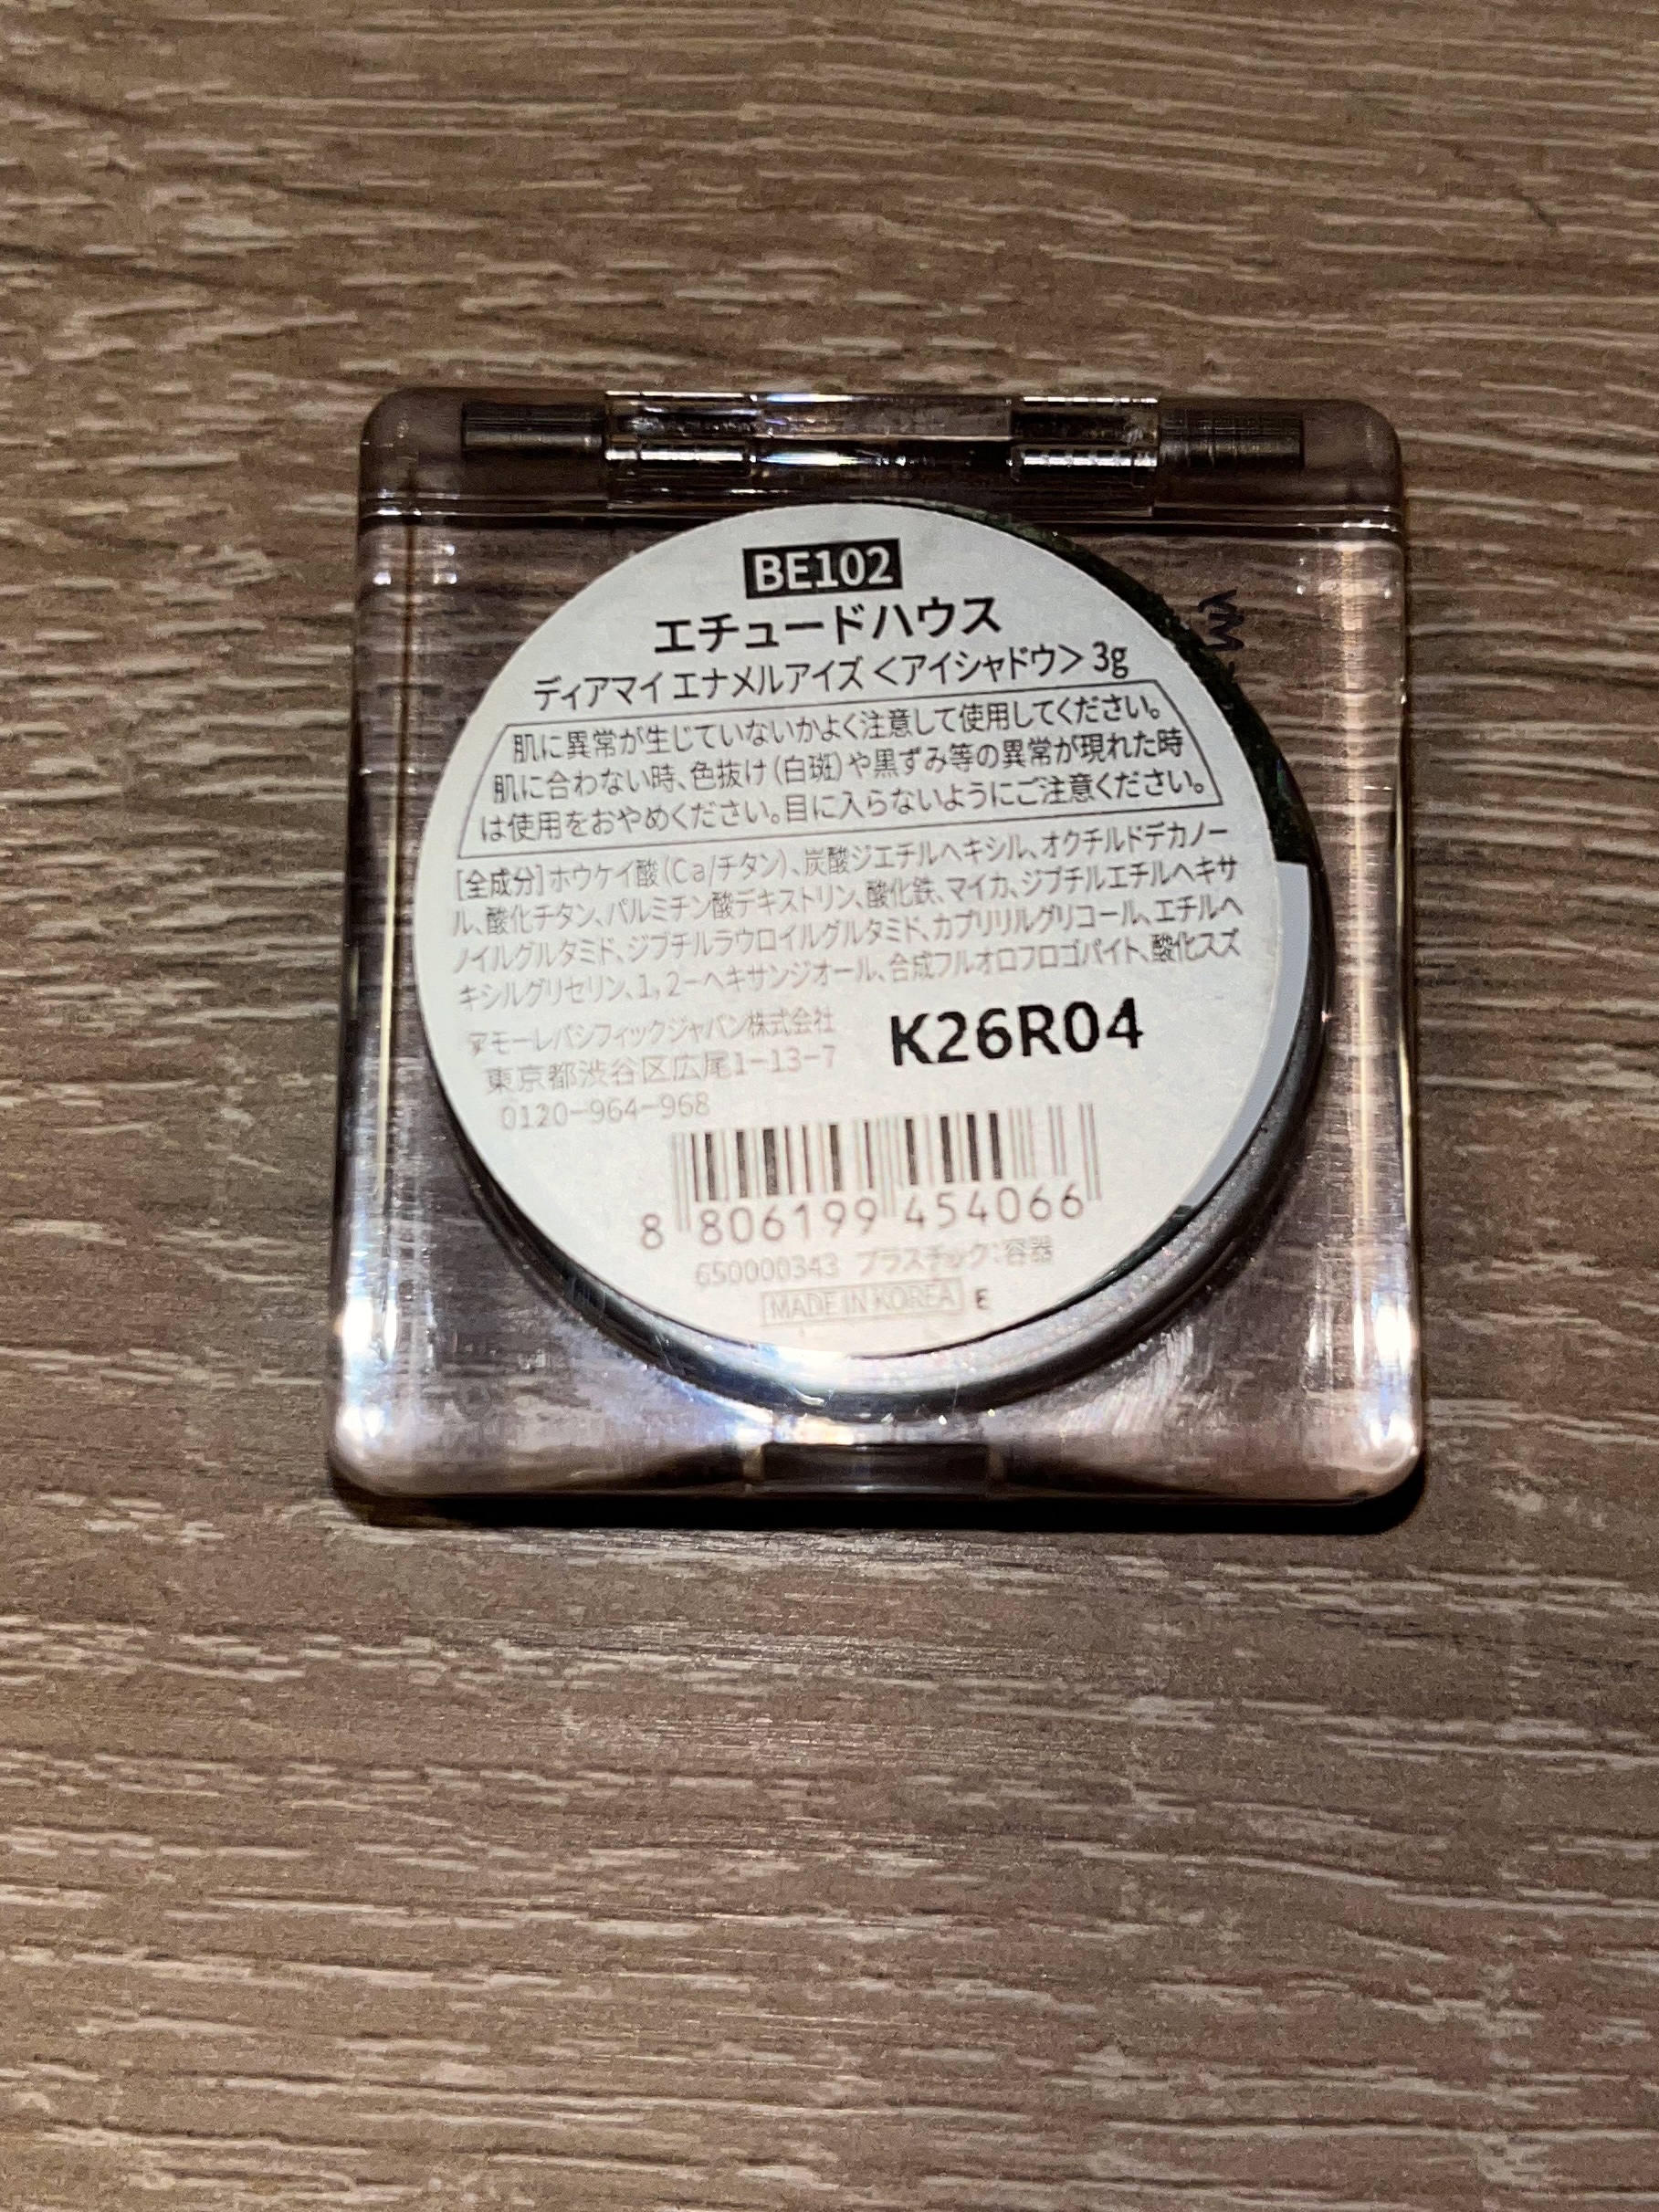 BE102
エチュードハウス
ディアマイ エナメルアイズ <アイシャドウ> 3g
肌に異常が生じていないかよく注意して使用してください。
肌に合わない時、色抜け(白斑)や黒ずみ等の異常が現れた時
は使用をおやめください。目に入らないようにご注意ください。
[全成分]ホウケイ酸(Ca/チタン)、炭酸ジエチルヘキシル、オクチルドデカノー
ル、酸化チタン、パルミチン酸デキストリン、酸化鉄、マイカ、ジブチルエチルヘキサ
ノイルグルタミド、ジブチルラウロイルグルタミド、カプリリルグリコール、エチルヘ
キシルグリセリン、1,2-ヘキサンジオール、合成フルオロフロゴパイト、酸化スズ
アモーレパシフィックジャパン株式会社
東京都渋谷区広尾1-13-7
0120-964-968
K26R04
8 806199 454066
650000343 プラスチック:容器
MADE IN KOREA E